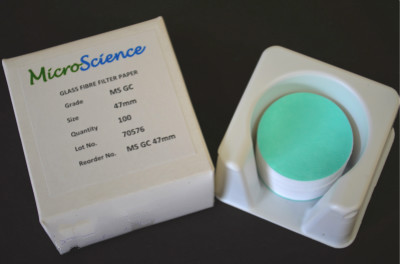 MicroScience
GLASS FIBRE FILTER PAPER
Grade MS GC
Size 47mm
Quantity 100
Lot No. 70576
Reorder No. MS GC 47mm